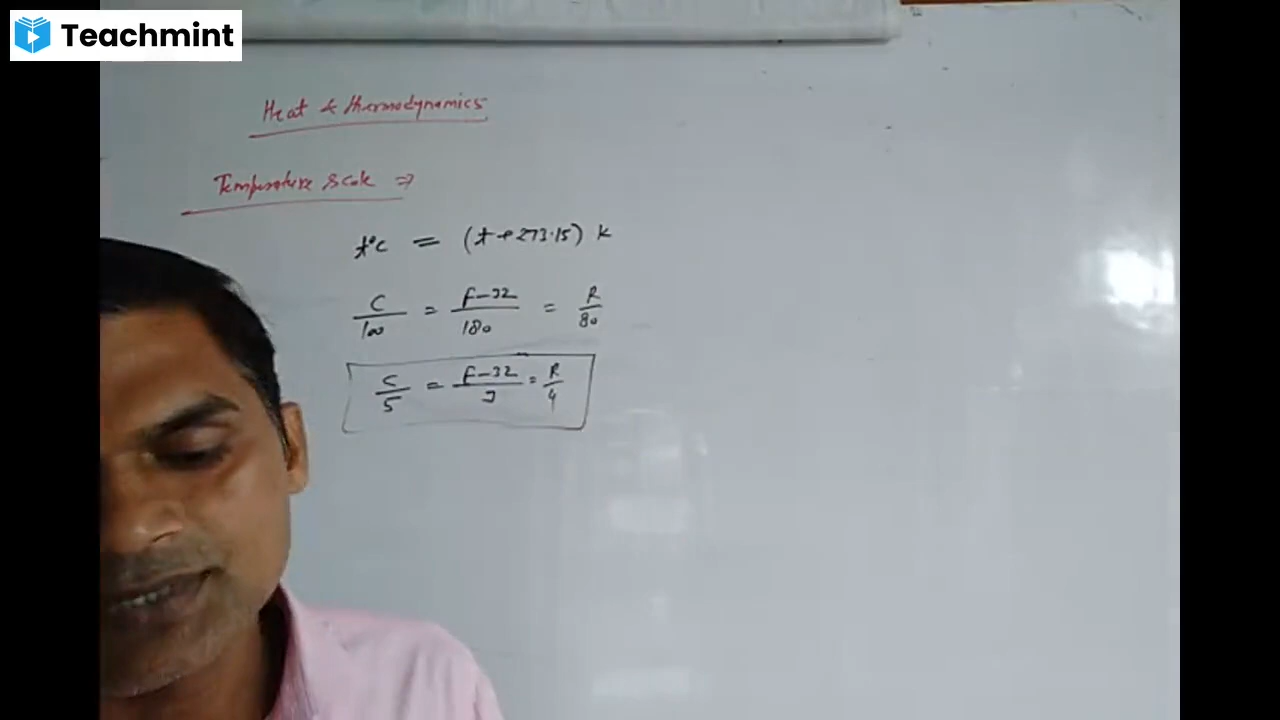 Teachmint
Heat & thermodynamics
Temperature scale ⇒
t°C = (t+273.15) K
C/100 = F-32/180 = R/80
C/5 = F-32/9 = R/4